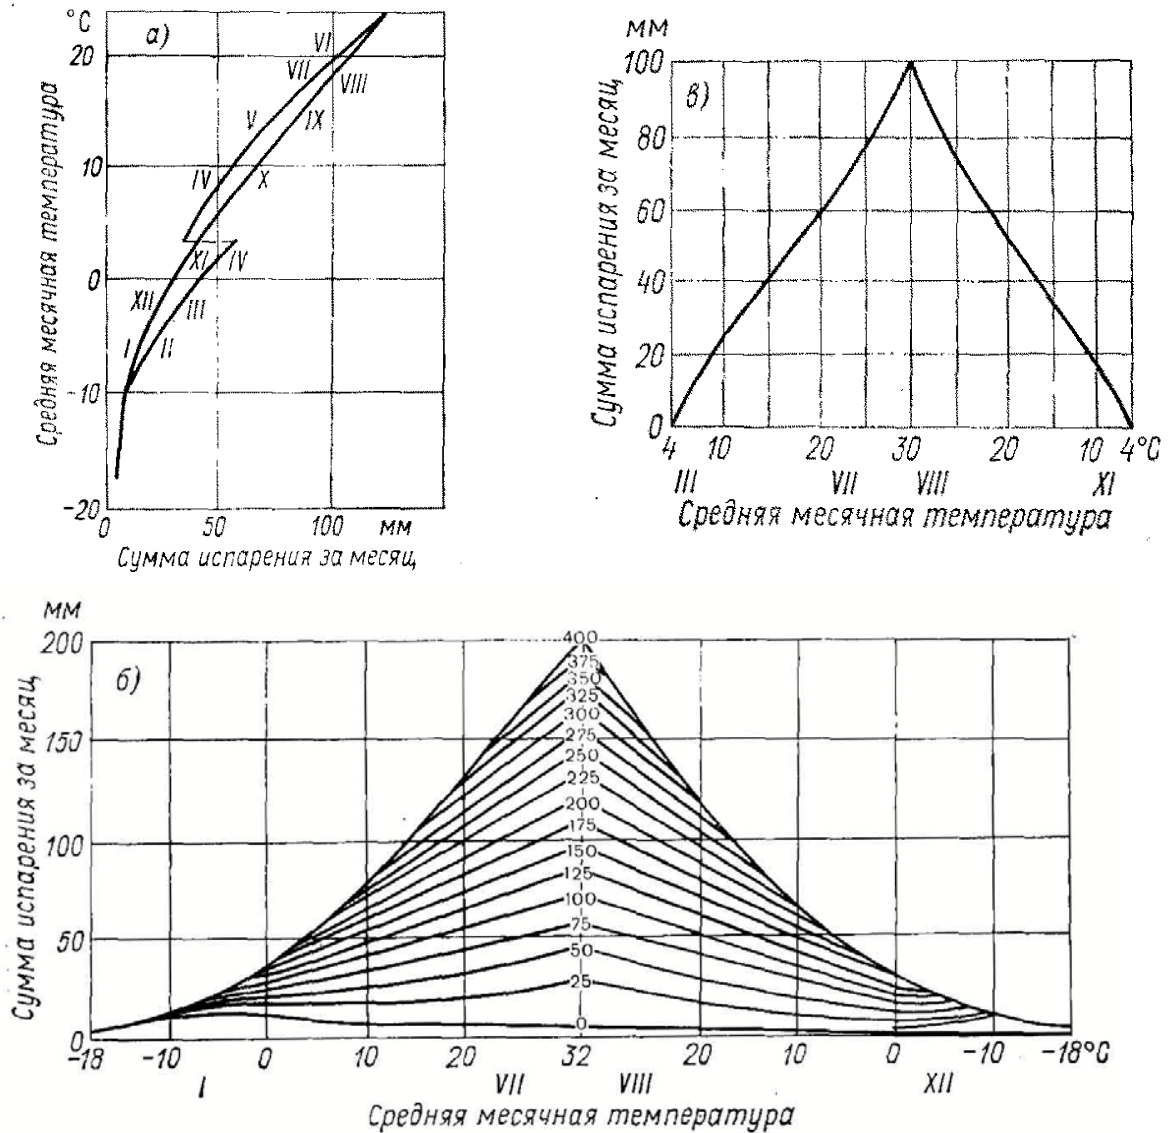 °C
а)
20
10
0
-10
-20
Средняя месячная температура
VI
VII
VIII
V
IX
IV
X
XI
IV
XII
III
I
II
0
50
100
мм
Сумма испарения за месяц
мм
в)
100
80
60
40
20
0
Сумма испарения за месяц
4
10
20
30
20
10
4°C
III
VII
VIII
XI
Средняя месячная температура
мм
б)
200
150
100
50
0
Сумма испарения за месяц
400
375
350
325
300
275
250
225
200
175
150
125
100
75
50
25
0
-18
-10
0
10
20
32
20
10
0
-10
-18°C
I
VII
VIII
XII
Средняя месячная температура